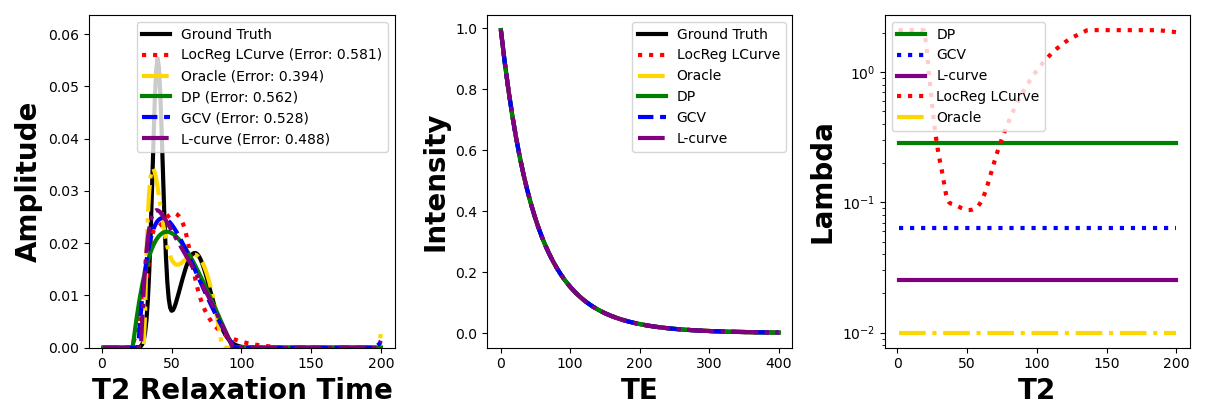 Amplitude
0.06
0.05
0.04
0.03
0.02
0.01
0.00
Ground Truth
LocReg LCurve (Error: 0.581)
Oracle (Error: 0.394)
DP (Error: 0.562)
GCV (Error: 0.528)
L-curve (Error: 0.488)
0 50 100 150 200
T2 Relaxation Time
Intensity
1.0
0.8
0.6
0.4
0.2
0.0
Ground Truth
LocReg LCurve
Oracle
DP
GCV
L-curve
0 100 200 300 400
TE
Lambda
10⁰
10⁻¹
10⁻²
DP
GCV
L-curve
LocReg LCurve
Oracle
0 50 100 150 200
T2